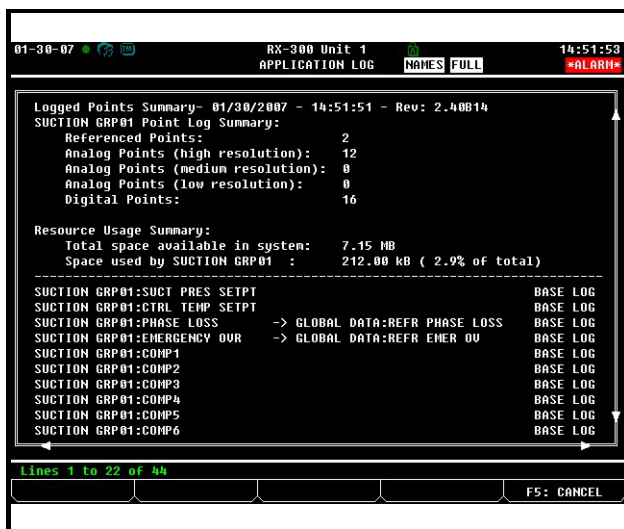 01-30-07 RX-300 Unit 1 14:51:53
APPLICATION LOG NAMES FULL *ALARM*
Logged Points Summary- 01/30/2007 - 14:51:51 - Rev: 2.40B14
SUCTION GRP01 Point Log Summary:
Referenced Points: 2
Analog Points (high resolution): 12
Analog Points (medium resolution): 0
Analog Points (low resolution): 0
Digital Points: 16
Resource Usage Summary:
Total space available in system: 7.15 MB
Space used by SUCTION GRP01 : 212.00 kB ( 2.9% of total)
--------------------------------------------------------------------------
SUCTION GRP01:SUCT PRES SETPT BASE LOG
SUCTION GRP01:CTRL TEMP SETPT BASE LOG
SUCTION GRP01:PHASE LOSS -> GLOBAL DATA:REFR PHASE LOSS BASE LOG
SUCTION GRP01:EMERGENCY OVR -> GLOBAL DATA:REFR EMER OV BASE LOG
SUCTION GRP01:COMP1 BASE LOG
SUCTION GRP01:COMP2 BASE LOG
SUCTION GRP01:COMP3 BASE LOG
SUCTION GRP01:COMP4 BASE LOG
SUCTION GRP01:COMP5 BASE LOG
SUCTION GRP01:COMP6 BASE LOG
Lines 1 to 22 of 44
F5: CANCEL